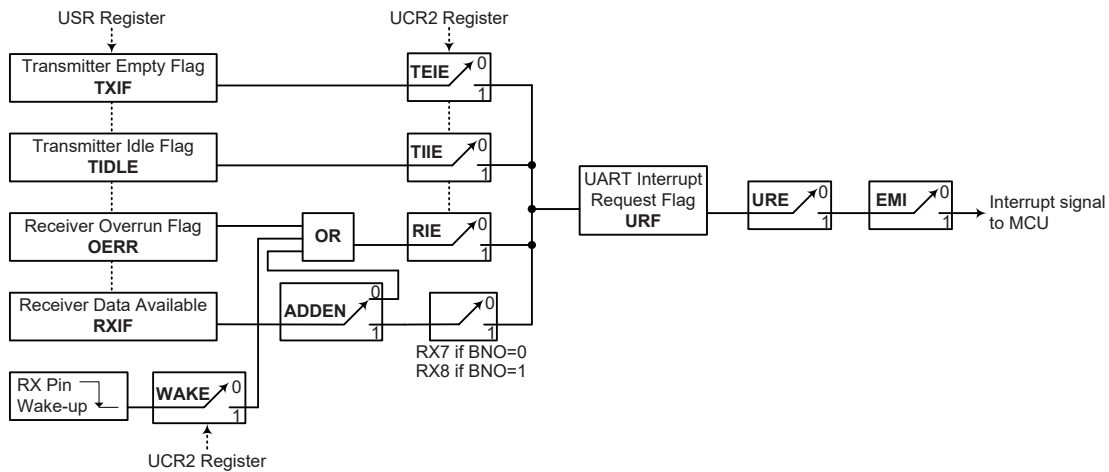 USR Register
UCR2 Register
Transmitter Empty Flag
TXIF
TEIE
0
1
Transmitter Idle Flag
TIDLE
TIIE
0
1
UART Interrupt
Request Flag
URF
URE
0
1
EMI
0
1
Interrupt signal
to MCU
Receiver Overrun Flag
OERR
OR
RIE
0
1
Receiver Data Available
RXIF
ADDEN
0
1
0
1
RX7 if BNO=0
RX8 if BNO=1
RX Pin
Wake-up
WAKE
0
1
UCR2 Register